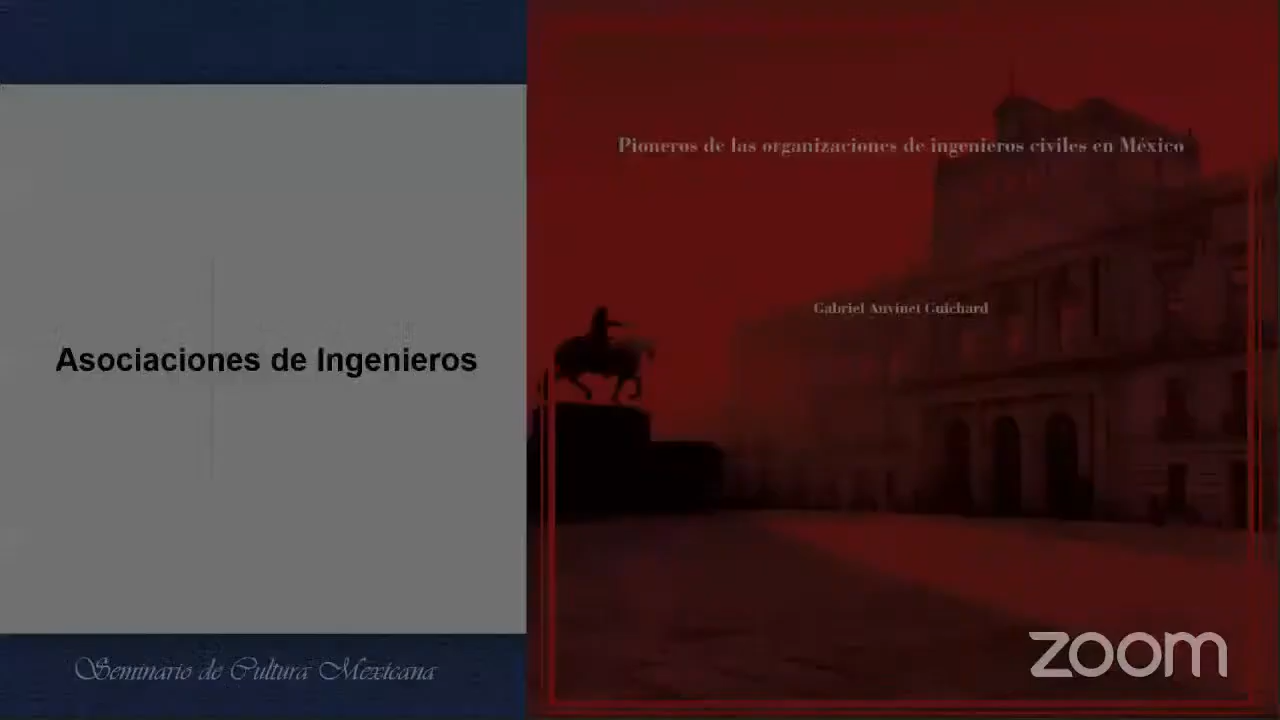 Asociaciones de Ingenieros
Seminario de Cultura Mexicana
Pioneros de las organizaciones de ingenieros civiles en México
Gabriel Auvinet Guichard
zoom